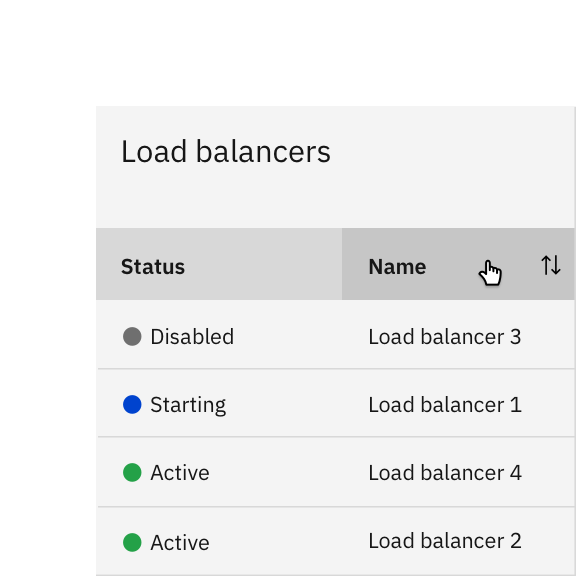 Load balancers
Status Name
Disabled Load balancer 3
Starting Load balancer 1
Active Load balancer 4
Active Load balancer 2